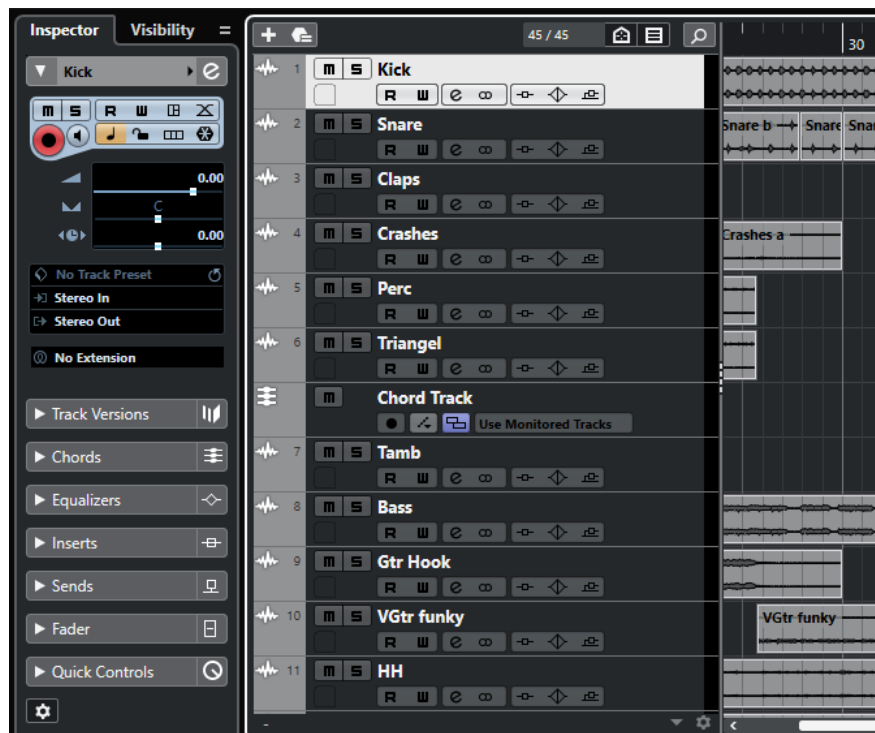 Inspector Visibility
45 / 45
30
Kick
m S R W
0.00
C
0.00
No Track Preset
Stereo In
Stereo Out
No Extension
Track Versions
Chords
Equalizers
Inserts
Sends
Fader
Quick Controls
1 m S Kick
R W e
2 m S Snare
R W e
3 m S Claps
R W e
4 m S Crashes
R W e
5 m S Perc
R W e
6 m S Triangel
R W e
m Chord Track
Use Monitored Tracks
7 m S Tamb
R W e
8 m S Bass
R W e
9 m S Gtr Hook
R W e
10 m S VGtr funky
R W e
11 m S HH
R W e
Snare b Snare Snar
Crashes a
VGtr funky